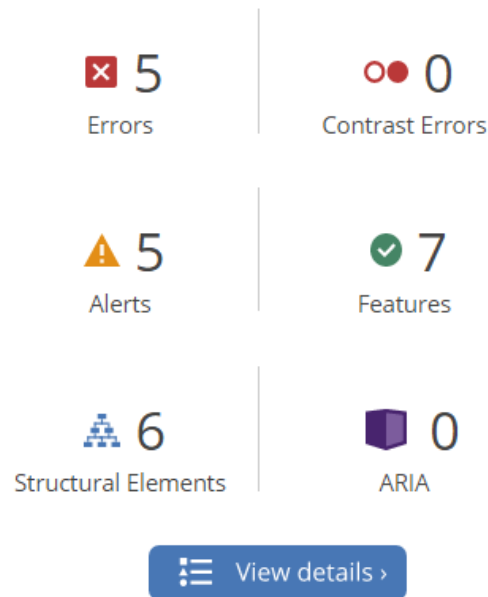 5 0
Errors Contrast Errors
5 7
Alerts Features
6 0
Structural Elements ARIA
View details ›